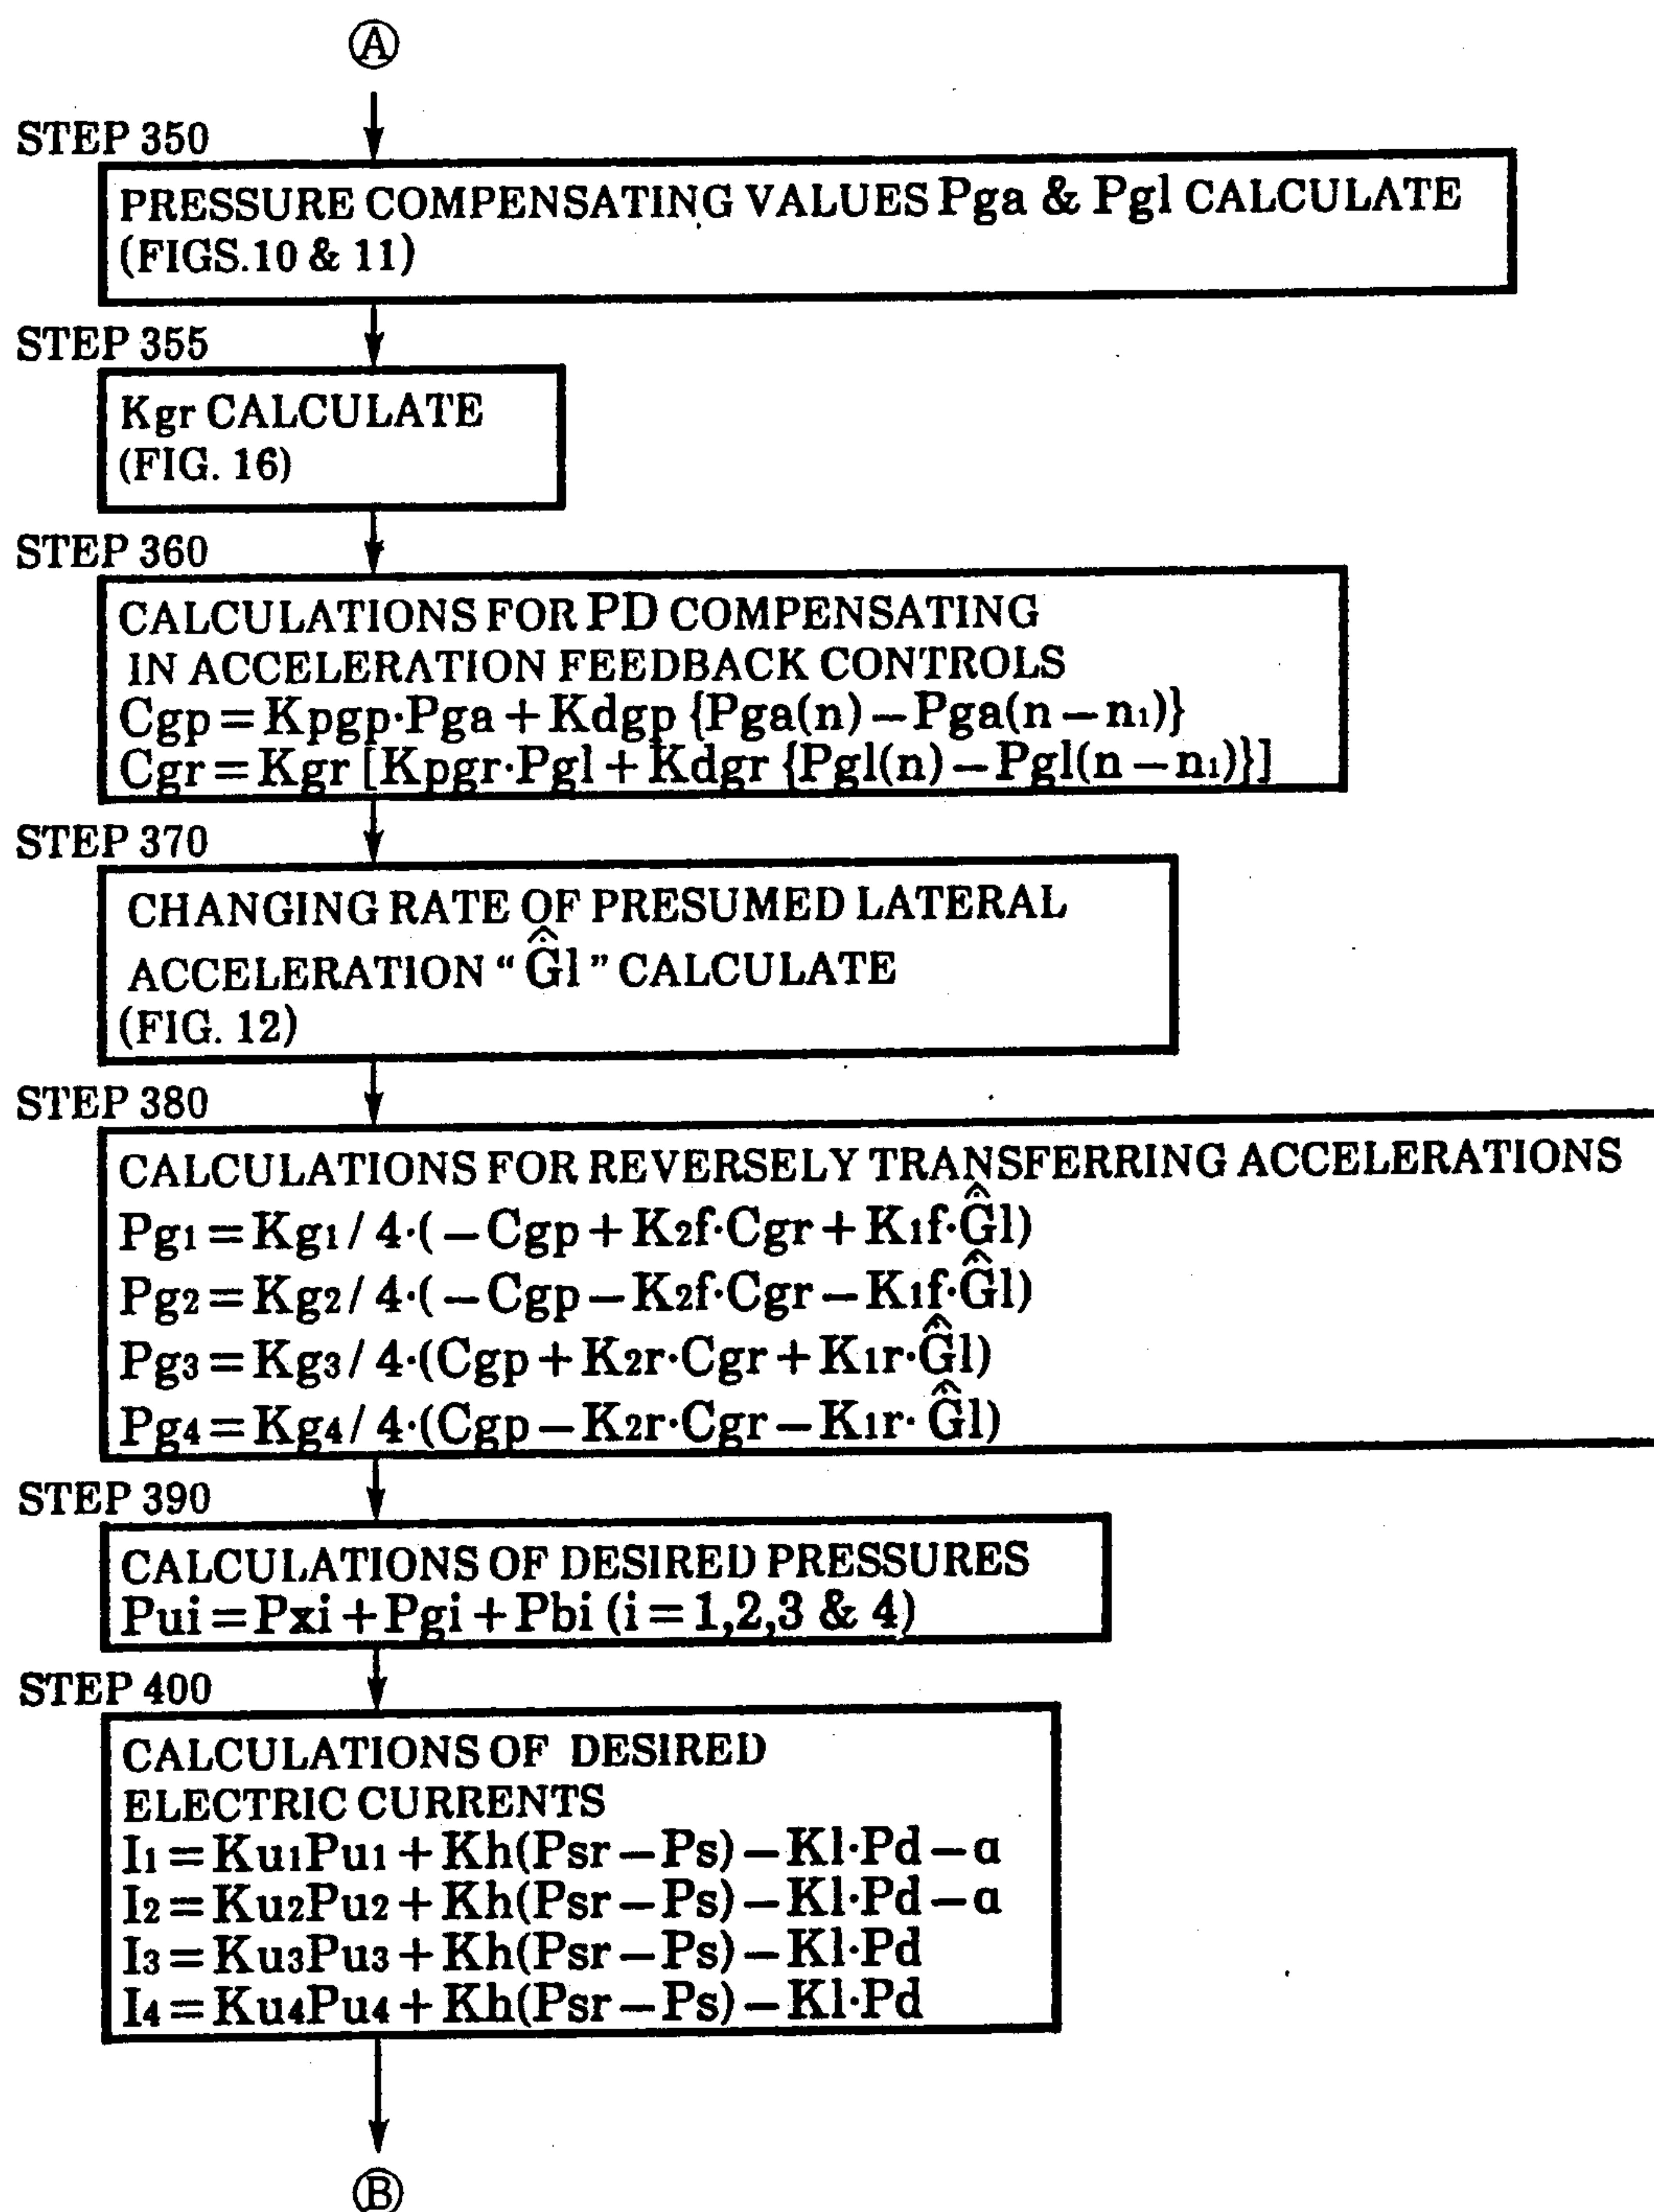 Ⓐ
STEP 350
PRESSURE COMPENSATING VALUES Pga & Pgl CALCULATE
(FIGS.10 & 11)
STEP 355
Kgr CALCULATE
(FIG. 16)
STEP 360
CALCULATIONS FOR PD COMPENSATING
IN ACCELERATION FEEDBACK CONTROLS
Cgp = Kpgp·Pga + Kdgp {Pga(n) – Pga(n – n₁)}
Cgr = Kgr [Kpgr·Pgl + Kdgr {Pgl(n) – Pgl(n – n₁)}]
STEP 370
CHANGING RATE OF PRESUMED LATERAL
ACCELERATION “ Ġ̂l ” CALCULATE
(FIG. 12)
STEP 380
CALCULATIONS FOR REVERSELY TRANSFERRING ACCELERATIONS
Pg₁ = Kg₁ / 4·( – Cgp + K₂f·Cgr + K₁f·Ġ̂l)
Pg₂ = Kg₂ / 4·( – Cgp – K₂f·Cgr – K₁f·Ġ̂l)
Pg₃ = Kg₃ / 4·(Cgp + K₂r·Cgr + K₁r·Ġ̂l)
Pg₄ = Kg₄ / 4·(Cgp – K₂r·Cgr – K₁r· Ġ̂l)
STEP 390
CALCULATIONS OF DESIRED PRESSURES
Pui = Pxi + Pgi + Pbi (i = 1,2,3 & 4)
STEP 400
CALCULATIONS OF DESIRED
ELECTRIC CURRENTS
I₁ = Ku₁Pu₁ + Kh(Psr – Ps) – Kl·Pd – α
I₂ = Ku₂Pu₂ + Kh(Psr – Ps) – Kl·Pd – α
I₃ = Ku₃Pu₃ + Kh(Psr – Ps) – Kl·Pd
I₄ = Ku₄Pu₄ + Kh(Psr – Ps) – Kl·Pd
Ⓑ